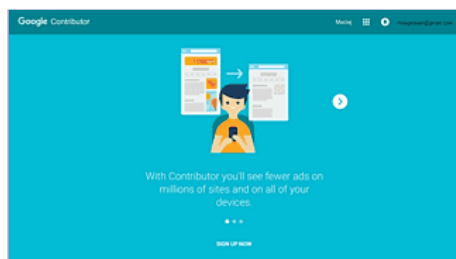 Google Contributor
Maciej
With Contributor you'll see fewer ads on
millions of sites and on all of your
devices.
SIGN UP NOW